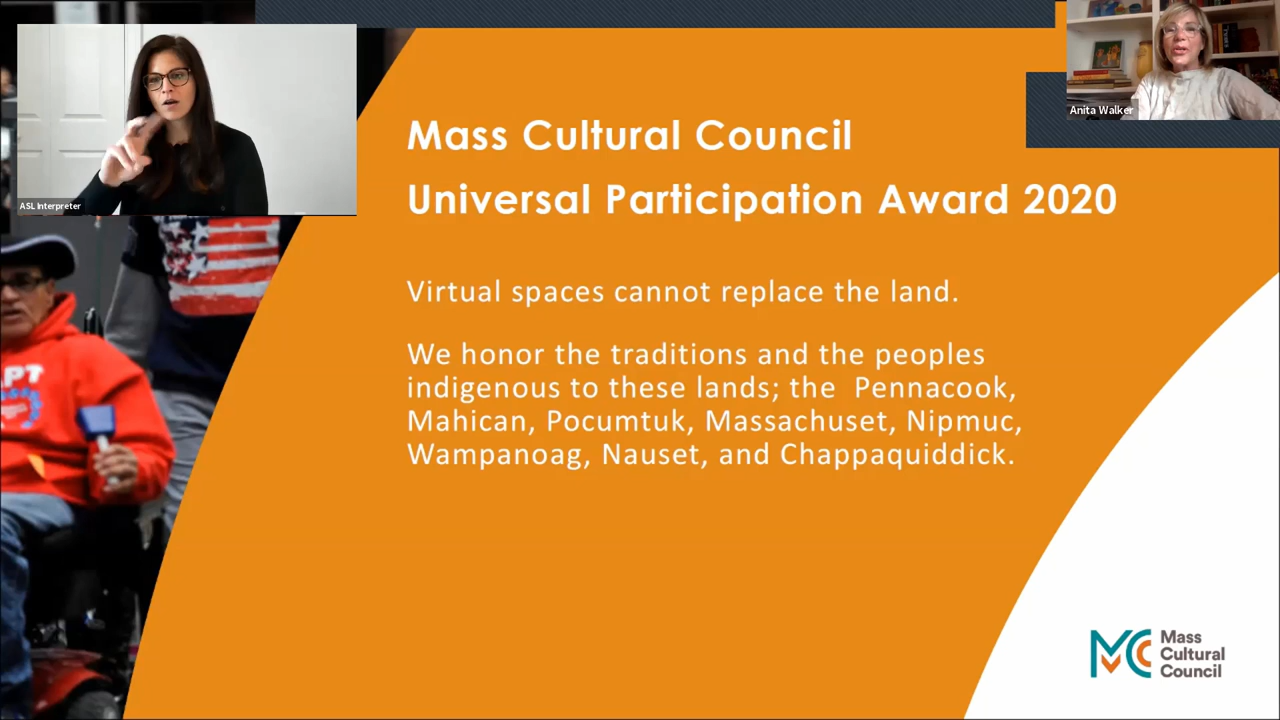 ASL Interpreter
Anita Walker
Mass Cultural Council
Universal Participation Award 2020
Virtual spaces cannot replace the land.
We honor the traditions and the peoples
indigenous to these lands; the Pennacook,
Mahican, Pocumtuk, Massachuset, Nipmuc,
Wampanoag, Nauset, and Chappaquiddick.
PT
MCC
Mass
Cultural
Council